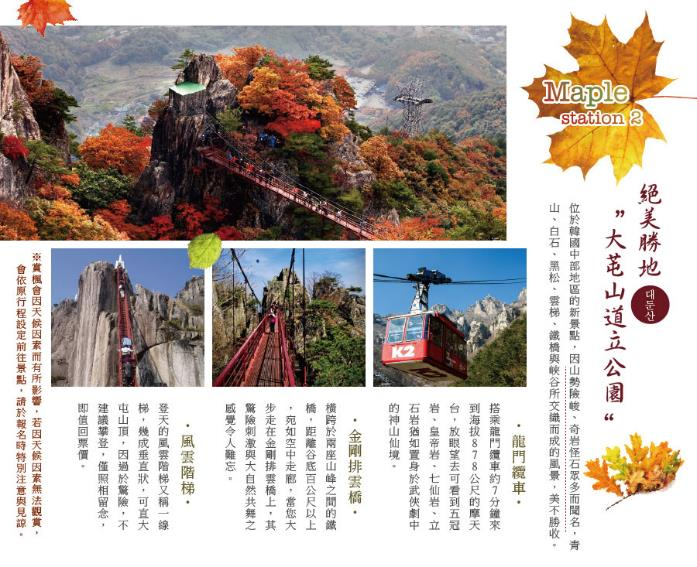 Maple
station 2
絕美勝地
대둔산
"大芚山道立公園"
位於韓國中部地區的新景點，因山勢險峻、奇岩怪石眾多而聞名，青
山、白石、黑松、雲梯、鐵橋與峽谷所交織而成的風景，美不勝收。
K2
•龍門纜車•
搭乘龍門纜車約7分鐘來
到海拔878公尺的摩天
台，放眼望去可看到五冠
岩、皇帝岩、七仙岩、立
石岩猶如置身於武俠劇中
的神山仙境。
•金剛排雲橋•
橫跨於兩座山峰之間的鐵
橋，距離谷底百公尺以上
，宛如空中走廊，當您大
步走在金剛排雲橋上，其
驚險刺激與大自然共舞之
感覺令人難忘。
•風雲階梯•
登天的風雲階梯又稱一線
梯，幾成垂直狀，可直大
屯山頂，因過於驚險，不
建議攀登，僅照相留念，
即值回票價。
※賞楓會因天候因素而有所影響，若因天候因素無法觀賞，
會依原行程設定前往景點，請於報名時特別注意與見諒。